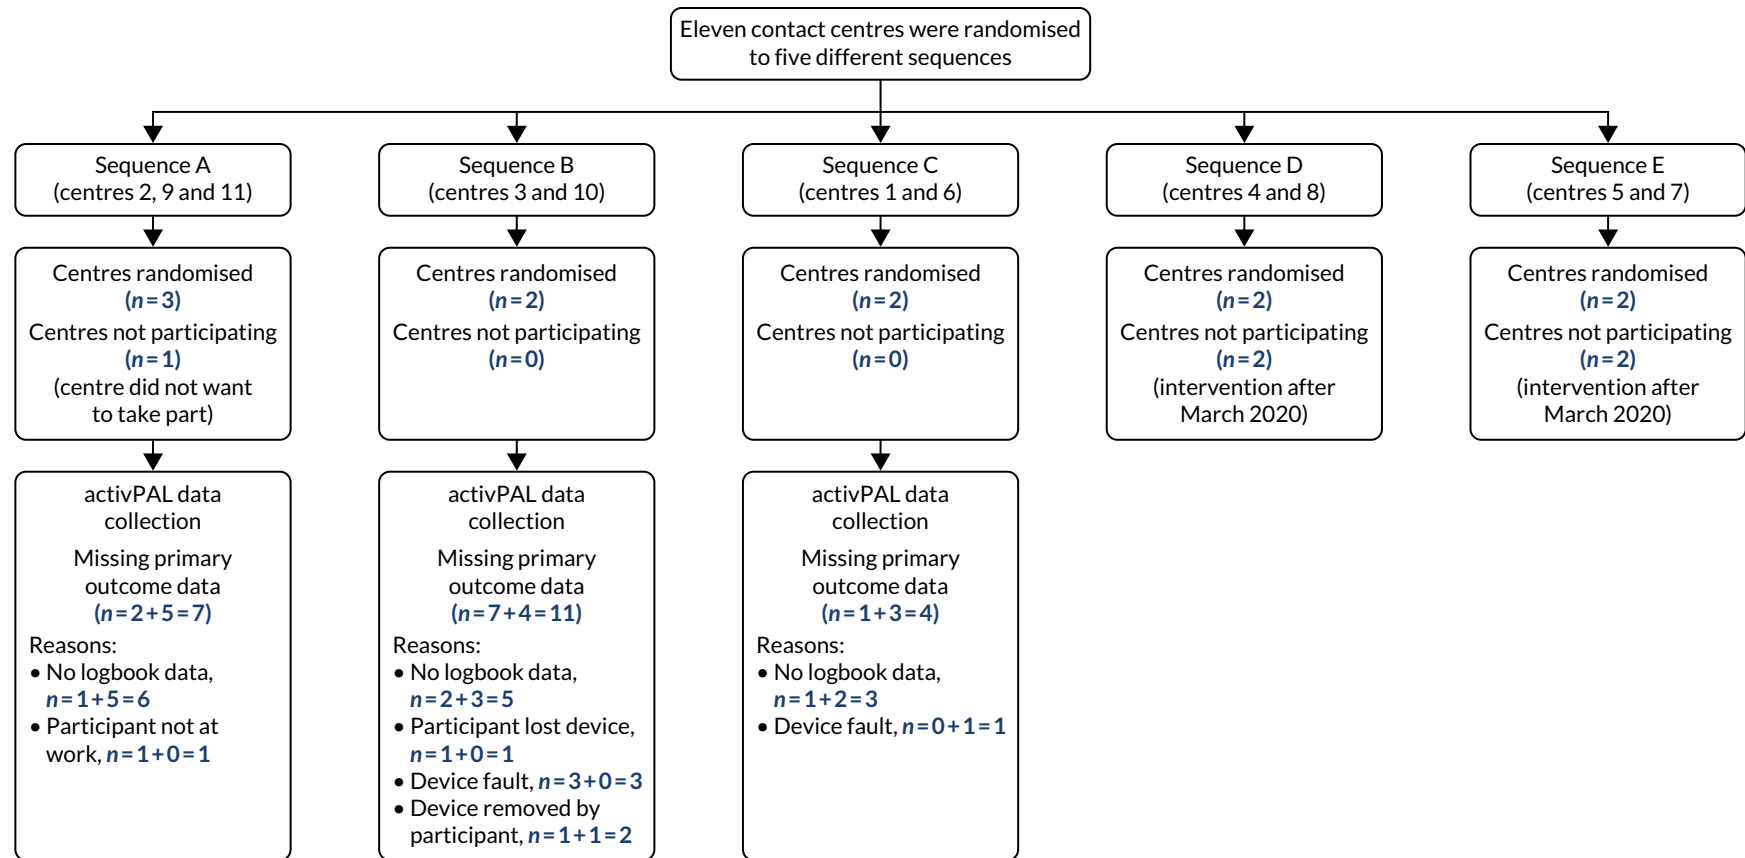 Eleven contact centres were randomised
to five different sequences
Sequence A
(centres 2, 9 and 11)
Sequence B
(centres 3 and 10)
Sequence C
(centres 1 and 6)
Sequence D
(centres 4 and 8)
Sequence E
(centres 5 and 7)
Centres randomised
(n=3)
Centres not participating
(n=1)
(centre did not want
to take part)
Centres randomised
(n=2)
Centres not participating
(n=0)
Centres randomised
(n=2)
Centres not participating
(n=0)
Centres randomised
(n=2)
Centres not participating
(n=2)
(intervention after
March 2020)
Centres randomised
(n=2)
Centres not participating
(n=2)
(intervention after
March 2020)
activPAL data
collection
Missing primary
outcome data
(n=2+5=7)
Reasons:
• No logbook data,
n=1+5=6
• Participant not at
work, n=1+0=1
activPAL data
collection
Missing primary
outcome data
(n=7+4=11)
Reasons:
• No logbook data,
n=2+3=5
• Participant lost device,
n=1+0=1
• Device fault, n=3+0=3
• Device removed by
participant, n=1+1=2
activPAL data
collection
Missing primary
outcome data
(n=1+3=4)
Reasons:
• No logbook data,
n=1+2=3
• Device fault, n=0+1=1